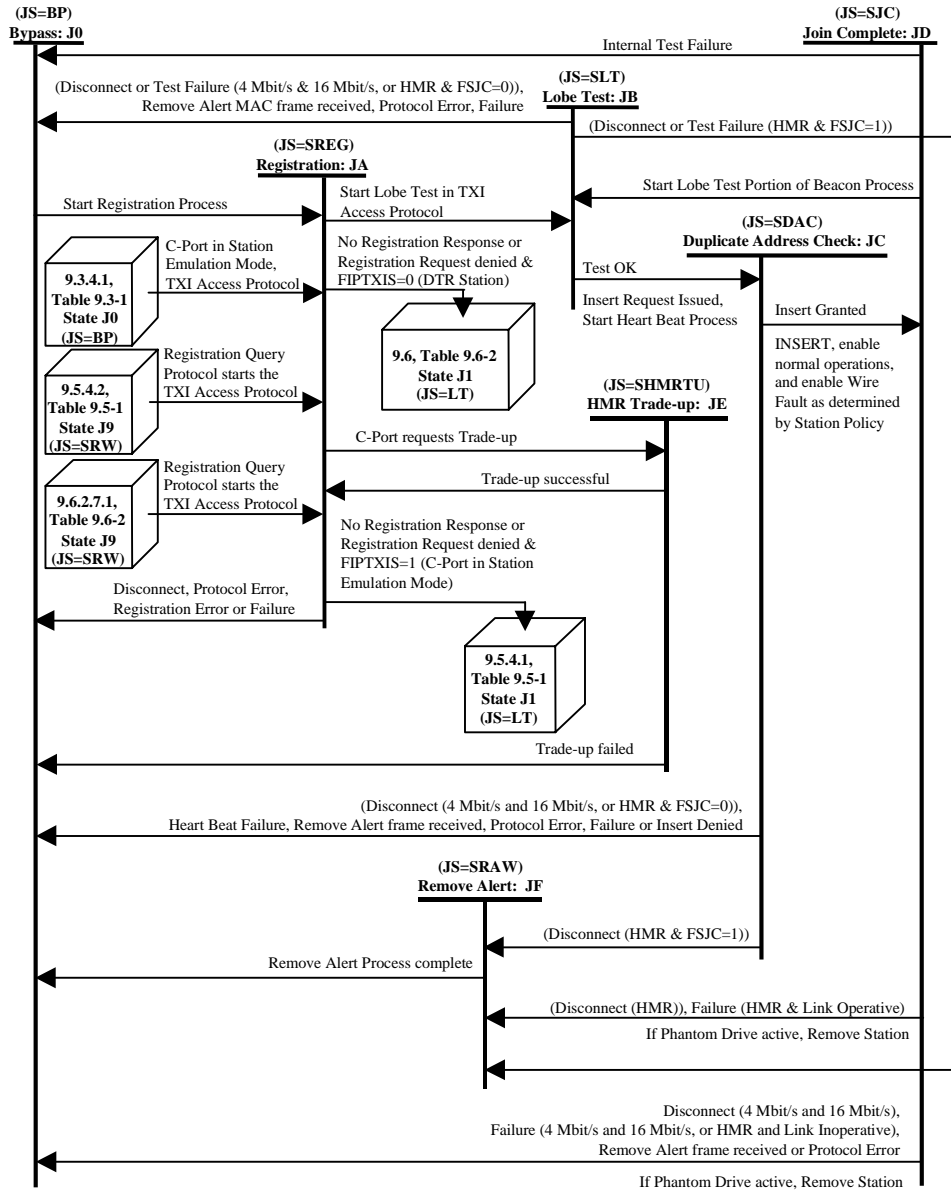 (JS=BP)
Bypass: J0
(JS=SJC)
Join Complete: JD
Internal Test Failure
(Disconnect or Test Failure (4 Mbit/s & 16 Mbit/s, or HMR & FSJC=0)),
Remove Alert MAC frame received, Protocol Error, Failure
(JS=SLT)
Lobe Test: JB
(Disconnect or Test Failure (HMR & FSJC=1))
(JS=SREG)
Registration: JA
Start Registration Process
Start Lobe Test in TXI
Access Protocol
Start Lobe Test Portion of Beacon Process
(JS=SDAC)
Duplicate Address Check: JC
9.3.4.1,
Table 9.3-1
State J0
(JS=BP)
C-Port in Station
Emulation Mode,
TXI Access Protocol
No Registration Response or
Registration Request denied &
FIPTXIS=0 (DTR Station)
Test OK
Insert Request Issued,
Start Heart Beat Process
Insert Granted
INSERT, enable
normal operations,
and enable Wire
Fault as determined
by Station Policy
9.6, Table 9.6-2
State J1
(JS=LT)
9.5.4.2,
Table 9.5-1
State J9
(JS=SRW)
Registration Query
Protocol starts the
TXI Access Protocol
(JS=SHMRTU)
HMR Trade-up: JE
C-Port requests Trade-up
Trade-up successful
9.6.2.7.1,
Table 9.6-2
State J9
(JS=SRW)
Registration Query
Protocol starts the
TXI Access Protocol
No Registration Response or
Registration Request denied &
FIPTXIS=1 (C-Port in Station
Emulation Mode)
Disconnect, Protocol Error,
Registration Error or Failure
9.5.4.1,
Table 9.5-1
State J1
(JS=LT)
Trade-up failed
(Disconnect (4 Mbit/s and 16 Mbit/s, or HMR & FSJC=0)),
Heart Beat Failure, Remove Alert frame received, Protocol Error, Failure or Insert Denied
(JS=SRAW)
Remove Alert: JF
(Disconnect (HMR & FSJC=1))
Remove Alert Process complete
(Disconnect (HMR)), Failure (HMR & Link Operative)
If Phantom Drive active, Remove Station
Disconnect (4 Mbit/s and 16 Mbit/s),
Failure (4 Mbit/s and 16 Mbit/s, or HMR and Link Inoperative),
Remove Alert frame received or Protocol Error
If Phantom Drive active, Remove Station